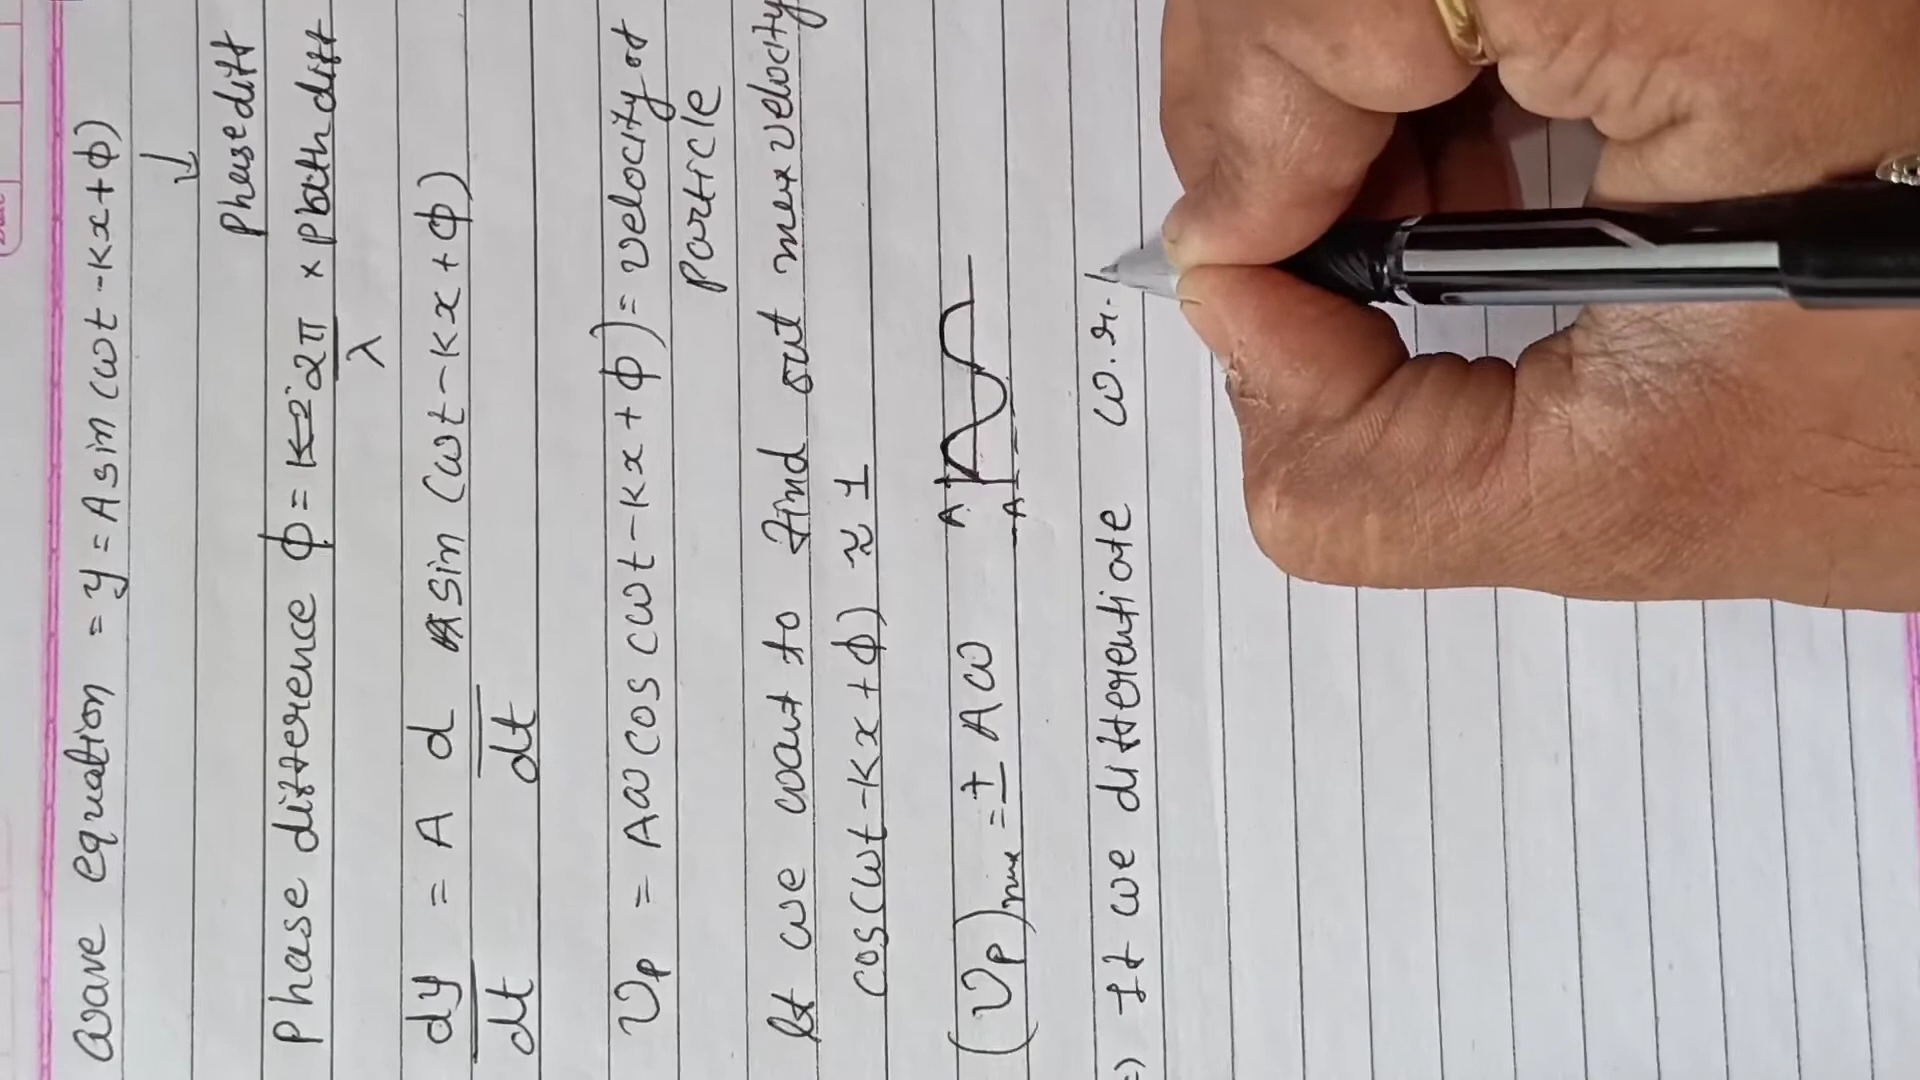 wave equation = y = A sin (ωt - kx + ϕ)
↓
Phase diff
Phase difference ϕ = 2π/λ × Path diff
dy/dt = A d/dt sin (ωt - kx + ϕ)
υp = Aω cos (ωt - kx + ϕ) = velocity of
particle
If we want to find out max velocity
cos (ωt - kx + ϕ) ≈ 1
(υp)max = ± Aω
A
-A
=) If we differentiate w.r.